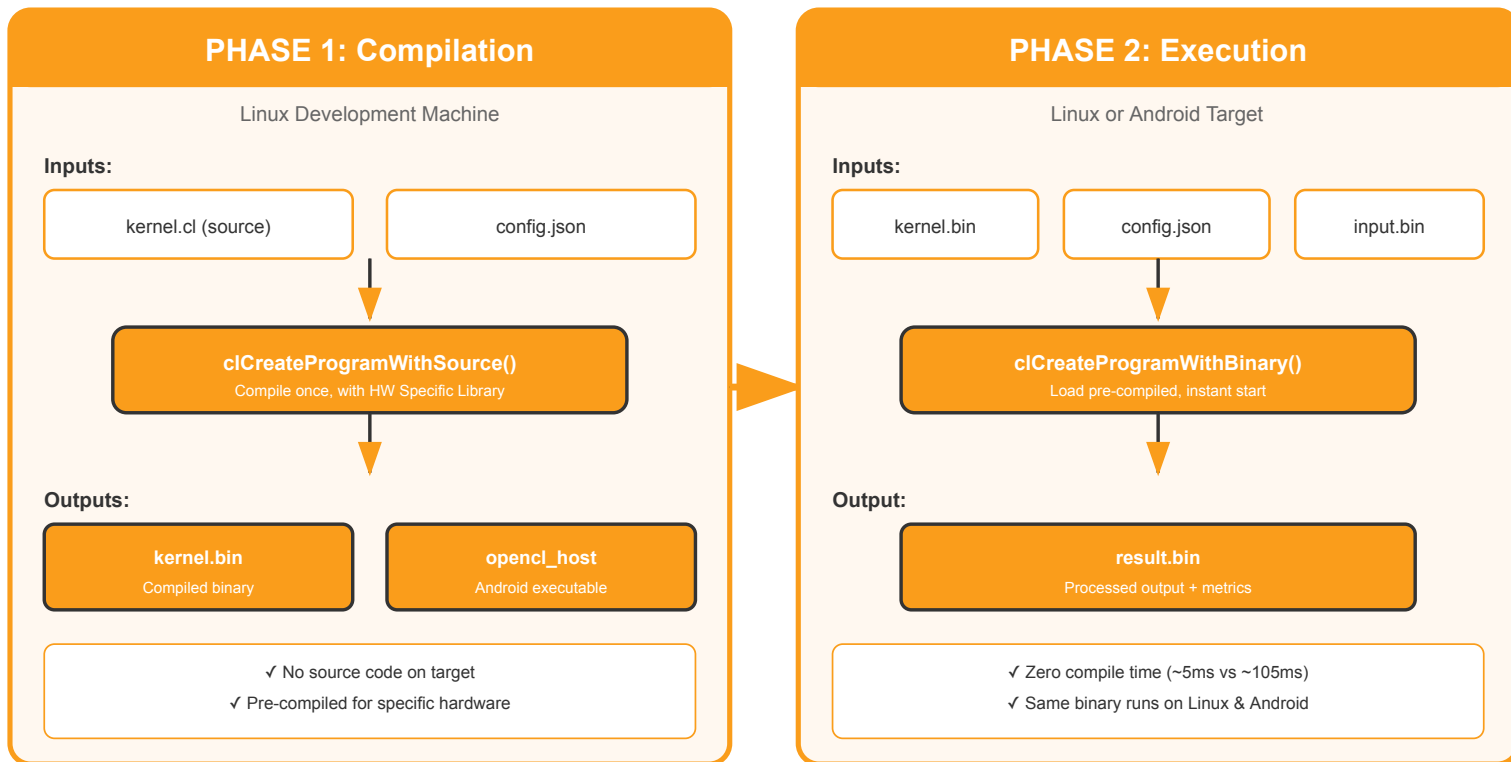 PHASE 1: Compilation
Linux Development Machine
Inputs:
kernel.cl (source)
config.json
clCreateProgramWithSource()
Compile once, with HW Specific Library
Outputs:
kernel.bin
Compiled binary
opencl_host
Android executable
✓ No source code on target
✓ Pre-compiled for specific hardware
PHASE 2: Execution
Linux or Android Target
Inputs:
kernel.bin
config.json
input.bin
clCreateProgramWithBinary()
Load pre-compiled, instant start
Output:
result.bin
Processed output + metrics
✓ Zero compile time (~5ms vs ~105ms)
✓ Same binary runs on Linux & Android